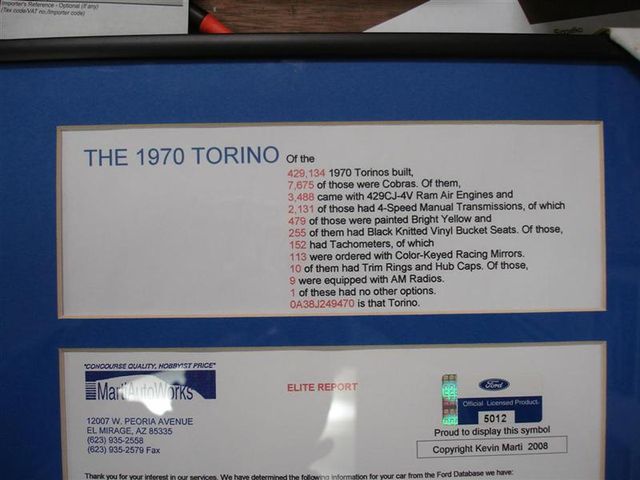 Importer's Reference - Optional (if any)
(Tax code/VAT no./Importer code)
THE 1970 TORINO Of the
429,134 1970 Torinos built,
7,675 of those were Cobras. Of them,
3,488 came with 429CJ-4V Ram Air Engines and
2,131 of those had 4-Speed Manual Transmissions, of which
479 of those were painted Bright Yellow and
255 of them had Black Knitted Vinyl Bucket Seats. Of those,
152 had Tachometers, of which
113 were ordered with Color-Keyed Racing Mirrors.
10 of them had Trim Rings and Hub Caps. Of those,
9 were equipped with AM Radios.
1 of these had no other options.
0A38J249470 is that Torino.
"CONCOURSE QUALITY, HOBBYIST PRICE"
MartiAutoWorks
12007 W. PEORIA AVENUE
EL MIRAGE, AZ 85335
(623) 935-2558
(623) 935-2579 Fax
ELITE REPORT
Ford
Official Licensed Product
5012
Proud to display this symbol
Copyright Kevin Marti 2008
Thank you for your interest in our services. We have determined the following information for your car from the Ford Database we have: